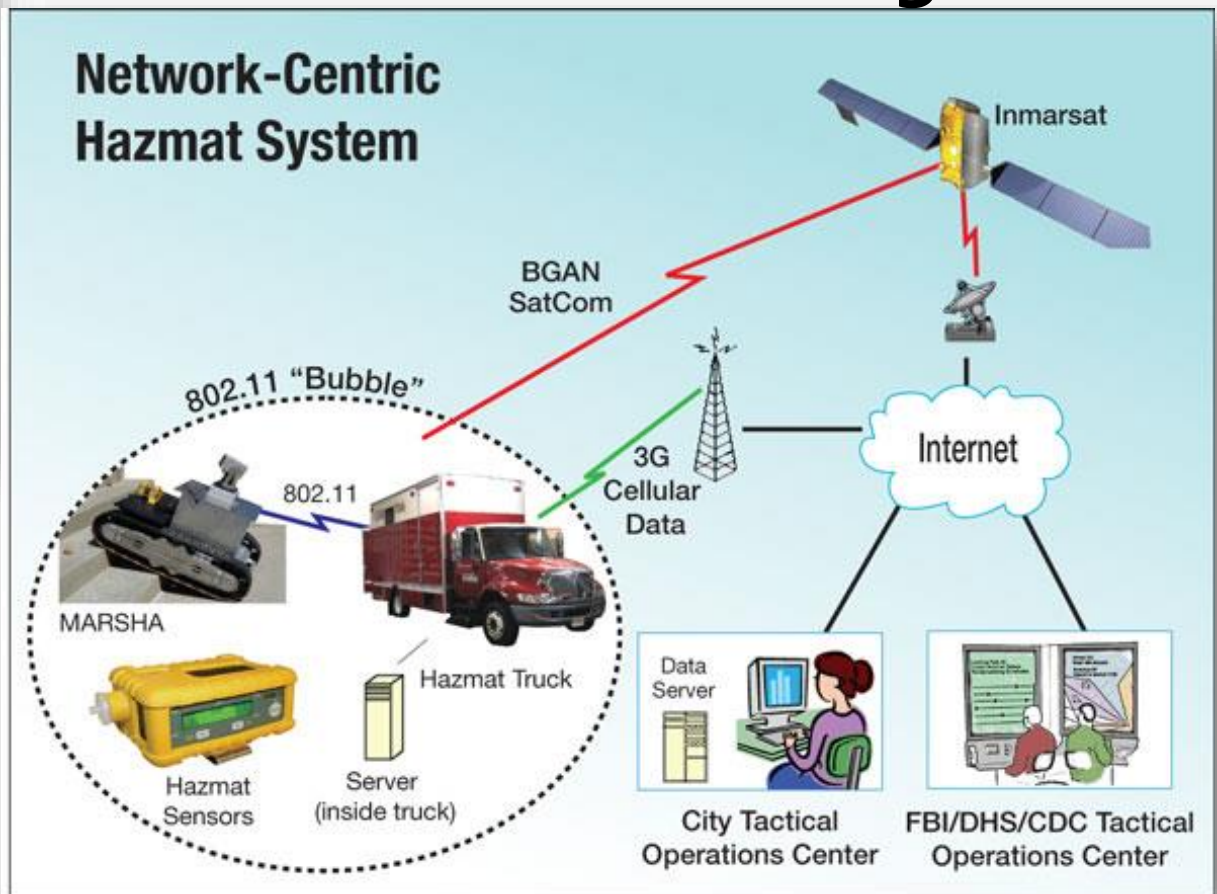 Network-Centric
Hazmat System
Inmarsat
BGAN
SatCom
802.11 “Bubble”
802.11
3G
Cellular
Data
Internet
MARSHA
Hazmat Truck
Hazmat
Sensors
Server
(inside truck)
Data
Server
City Tactical
Operations Center
FBI/DHS/CDC Tactical
Operations Center